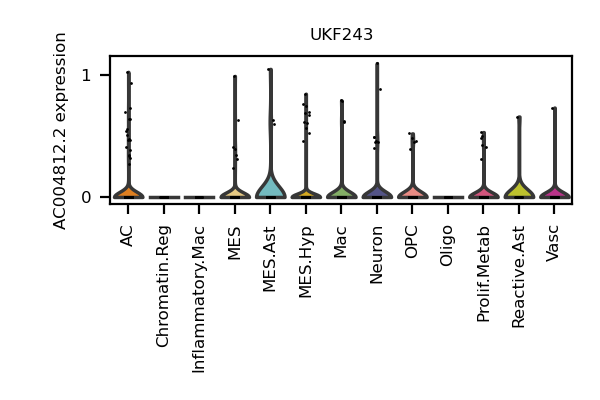 UKF243
AC004812.2 expression
1
0
AC
Chromatin.Reg
Inflammatory.Mac
MES
MES.Ast
MES.Hyp
Mac
Neuron
OPC
Oligo
Prolif.Metab
Reactive.Ast
Vasc